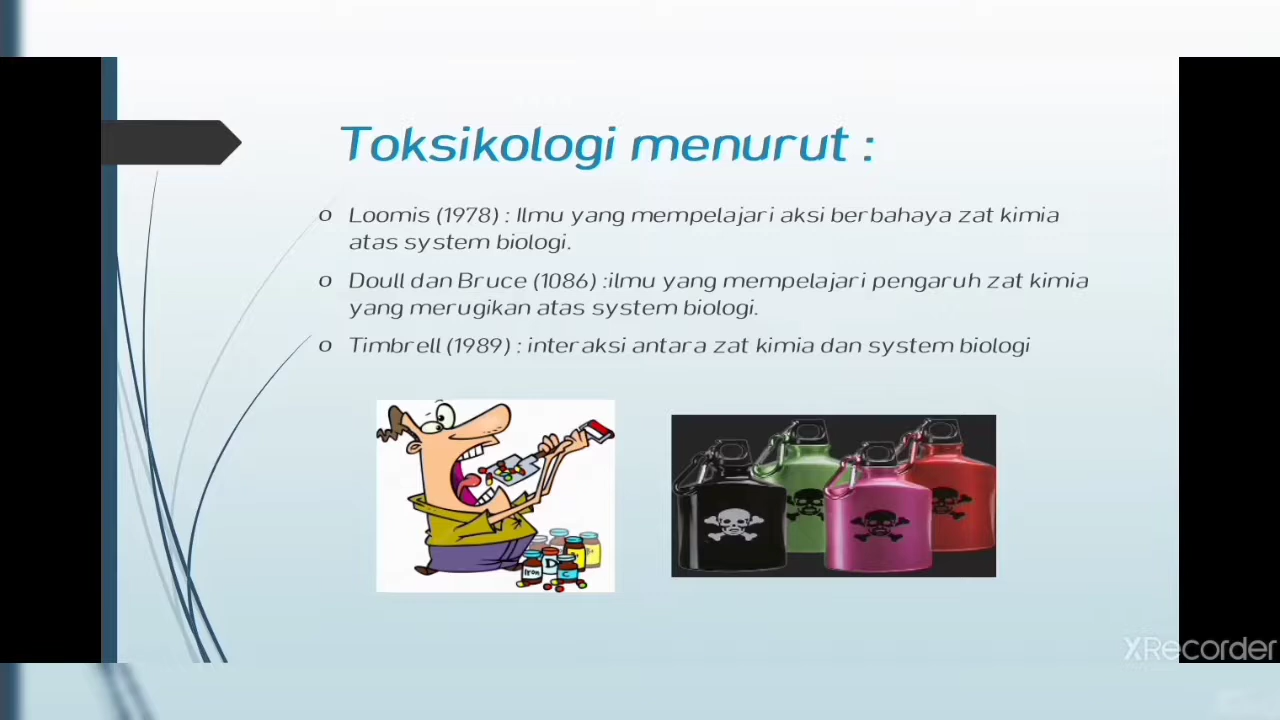 Toksikologi menurut :
o Loomis (1978) : Ilmu yang mempelajari aksi berbahaya zat kimia
atas system biologi.
o Doull dan Bruce (1086) :ilmu yang mempelajari pengaruh zat kimia
yang merugikan atas system biologi.
o Timbrell (1989) : interaksi antara zat kimia dan system biologi
Iron
D
C
XRecorder